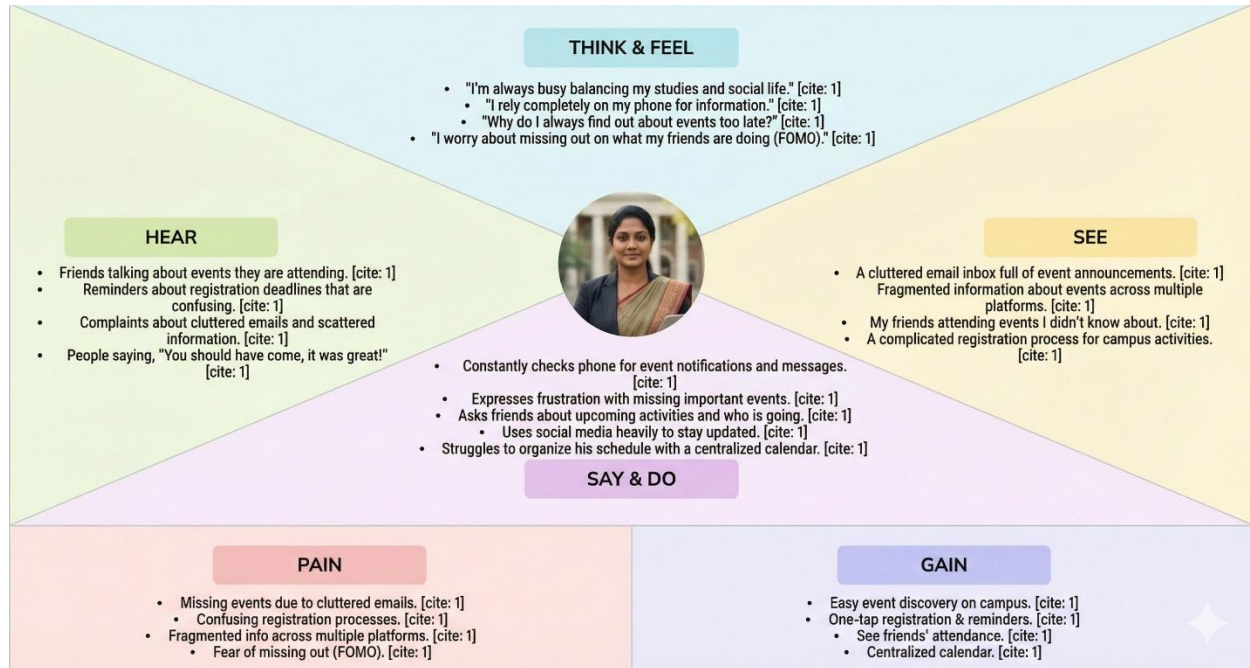 THINK & FEEL
• "I'm always busy balancing my studies and social life." [cite: 1]
• "I rely completely on my phone for information." [cite: 1]
• "Why do I always find out about events too late?" [cite: 1]
• "I worry about missing out on what my friends are doing (FOMO)." [cite: 1]
HEAR
• Friends talking about events they are attending. [cite: 1]
• Reminders about registration deadlines that are
confusing. [cite: 1]
• Complaints about cluttered emails and scattered
information. [cite: 1]
• People saying, "You should have come, it was great!"
[cite: 1]
SEE
• A cluttered email inbox full of event announcements. [cite: 1]
Fragmented information about events across multiple
platforms. [cite: 1]
• My friends attending events I didn't know about. [cite: 1]
• A complicated registration process for campus activities.
[cite: 1]
• Constantly checks phone for event notifications and messages.
[cite: 1]
• Expresses frustration with missing important events. [cite: 1]
• Asks friends about upcoming activities and who is going. [cite: 1]
• Uses social media heavily to stay updated. [cite: 1]
• Struggles to organize his schedule with a centralized calendar. [cite: 1]
SAY & DO
PAIN
• Missing events due to cluttered emails. [cite: 1]
• Confusing registration processes. [cite: 1]
• Fragmented info across multiple platforms. [cite: 1]
• Fear of missing out (FOMO). [cite: 1]
GAIN
• Easy event discovery on campus. [cite: 1]
• One-tap registration & reminders. [cite: 1]
• See friends' attendance. [cite: 1]
• Centralized calendar. [cite: 1]